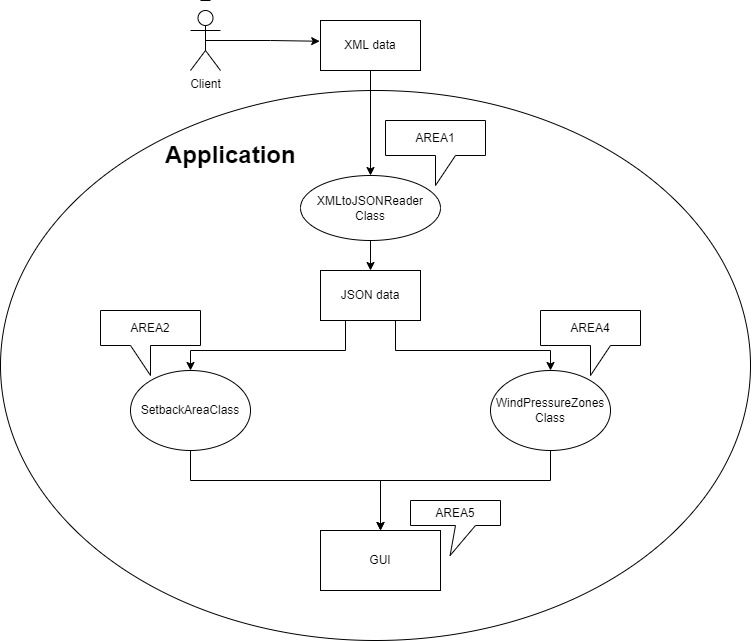 XML data
Client
AREA1
Application
XMLtoJSONReader
Class
JSON data
AREA2
AREA4
SetbackAreaClass
WindPressureZones
Class
AREA5
GUI